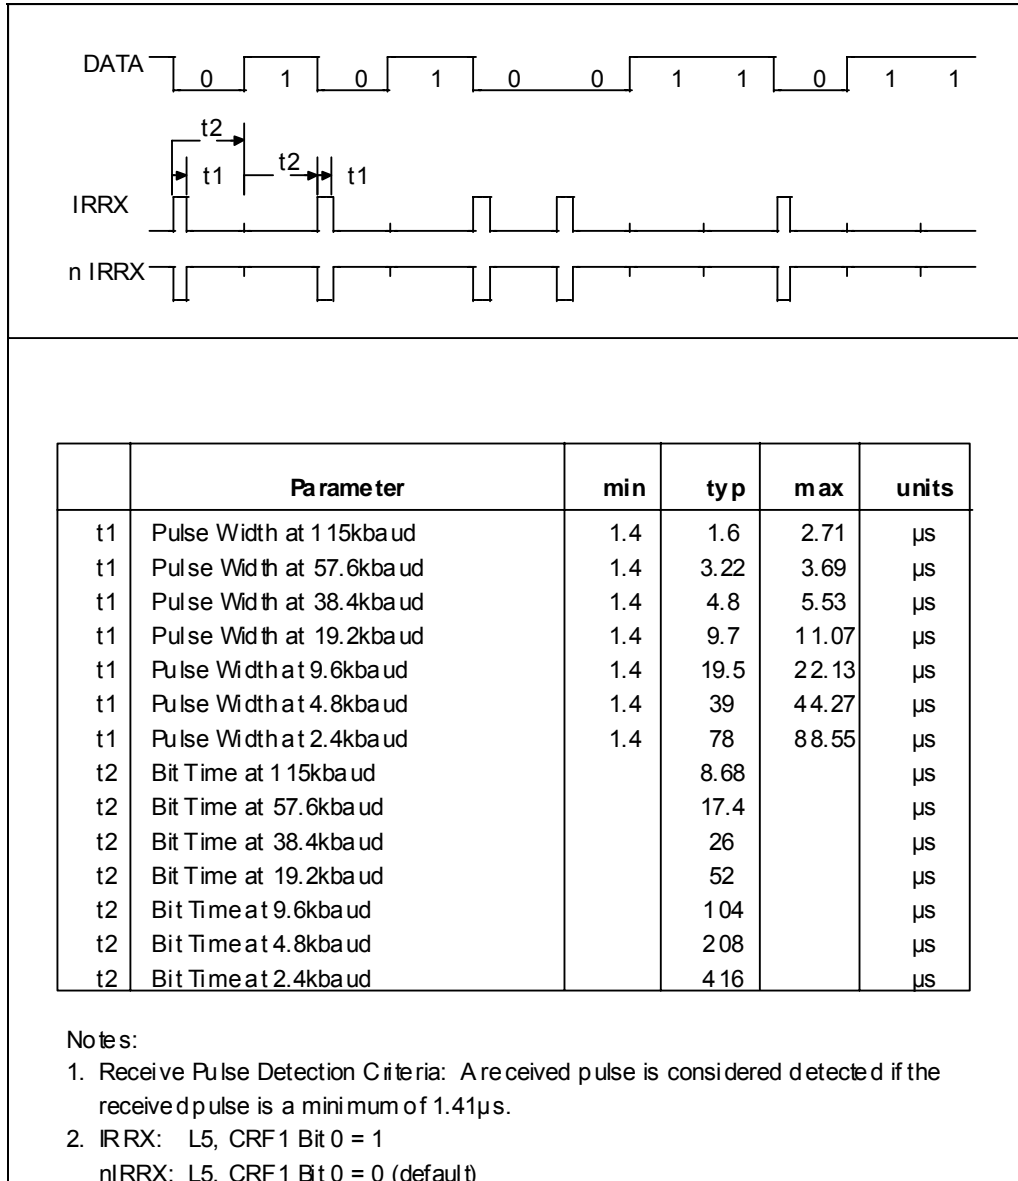 DATA 0 1 0 1 0 0 1 1 0 1 1
t2
t1 t2 t1
IRRX
n IRRX
Parameter min typ max units
t1 Pulse Width at 115kbaud 1.4 1.6 2.71 µs
t1 Pulse Width at 57.6kbaud 1.4 3.22 3.69 µs
t1 Pulse Width at 38.4kbaud 1.4 4.8 5.53 µs
t1 Pulse Width at 19.2kbaud 1.4 9.7 11.07 µs
t1 Pulse Width at 9.6kbaud 1.4 19.5 22.13 µs
t1 Pulse Width at 4.8kbaud 1.4 39 44.27 µs
t1 Pulse Width at 2.4kbaud 1.4 78 88.55 µs
t2 Bit Time at 115kbaud 8.68 µs
t2 Bit Time at 57.6kbaud 17.4 µs
t2 Bit Time at 38.4kbaud 26 µs
t2 Bit Time at 19.2kbaud 52 µs
t2 Bit Time at 9.6kbaud 104 µs
t2 Bit Time at 4.8kbaud 208 µs
t2 Bit Time at 2.4kbaud 416 µs
Notes:
1. Receive Pulse Detection Criteria: A received pulse is considered detected if the
received pulse is a minimum of 1.41µs.
2. IRRX: L5, CRF1 Bit 0 = 1
nIRRX: L5, CRF1 Bit 0 = 0 (default)